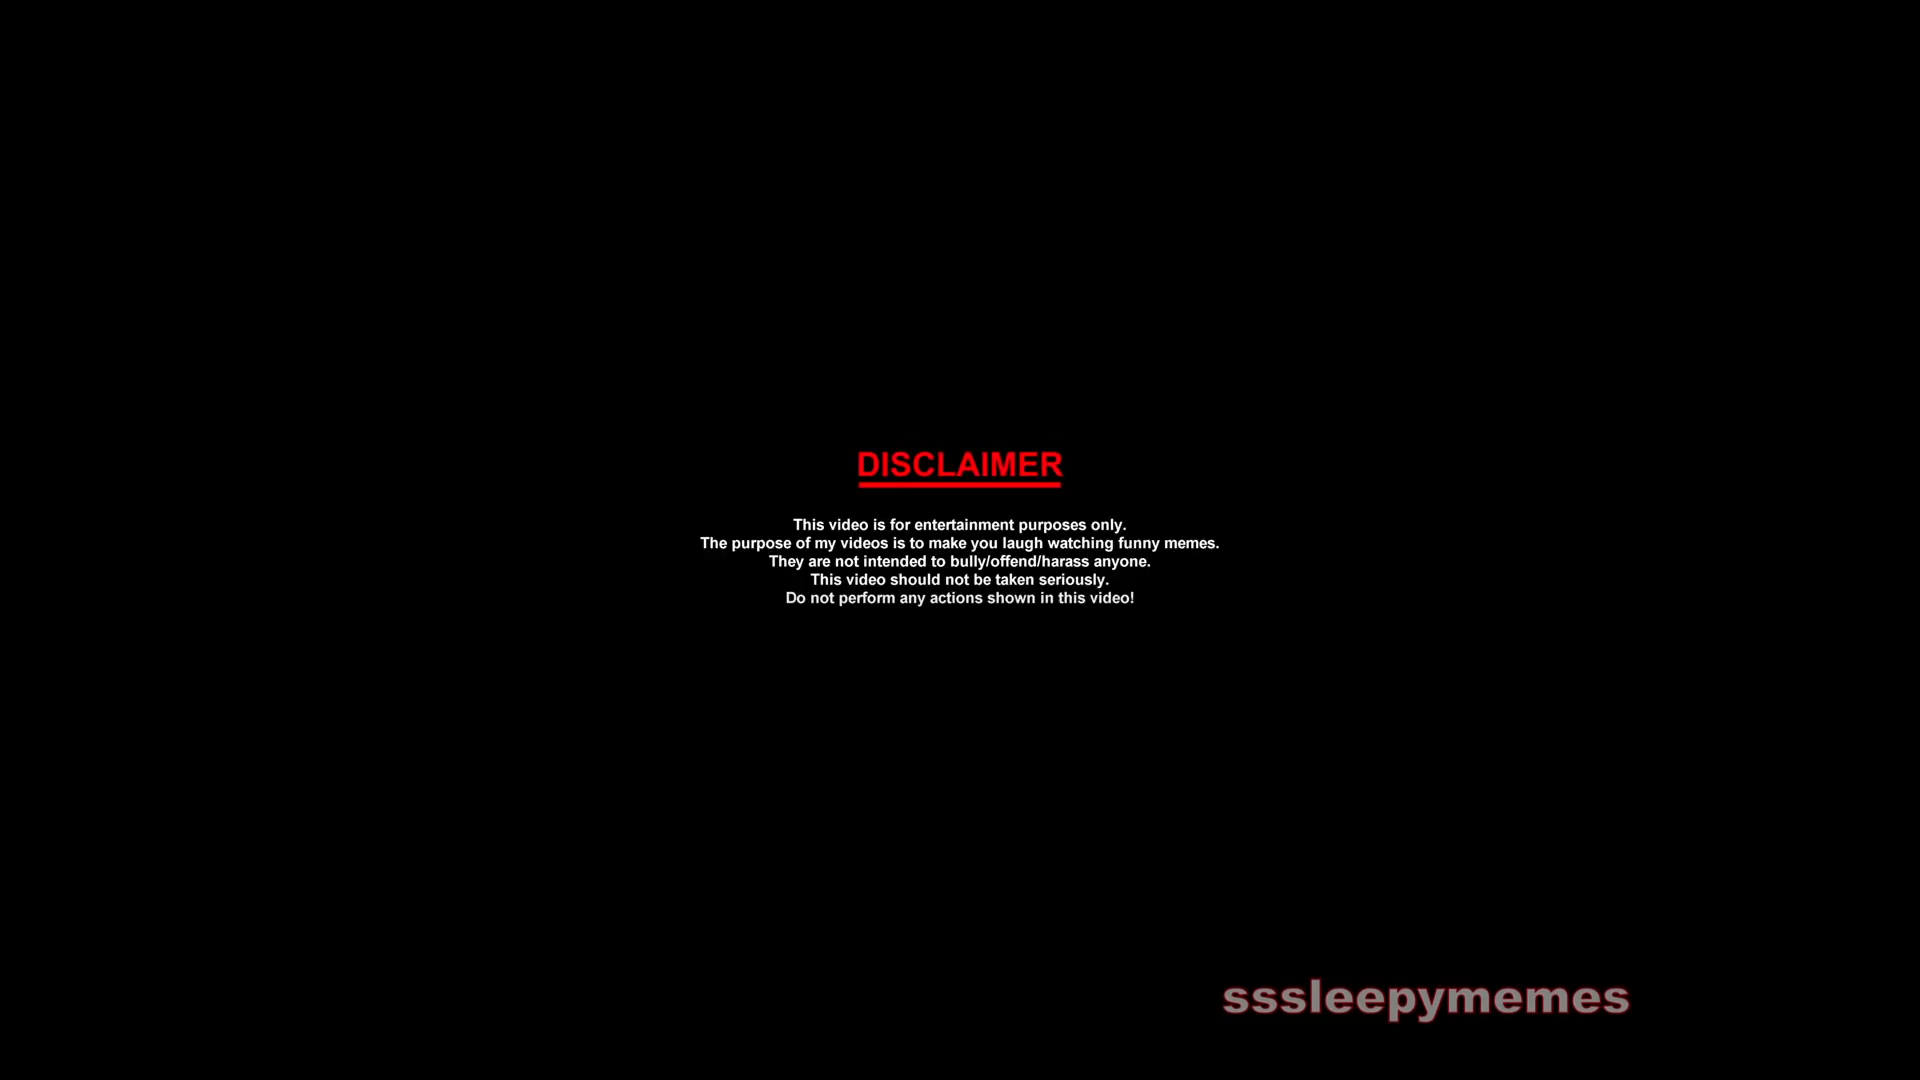 DISCLAIMER
This video is for entertainment purposes only.
The purpose of my videos is to make you laugh watching funny memes.
They are not intended to bully/offend/harass anyone.
This video should not be taken seriously.
Do not perform any actions shown in this video!
sssleepymemes